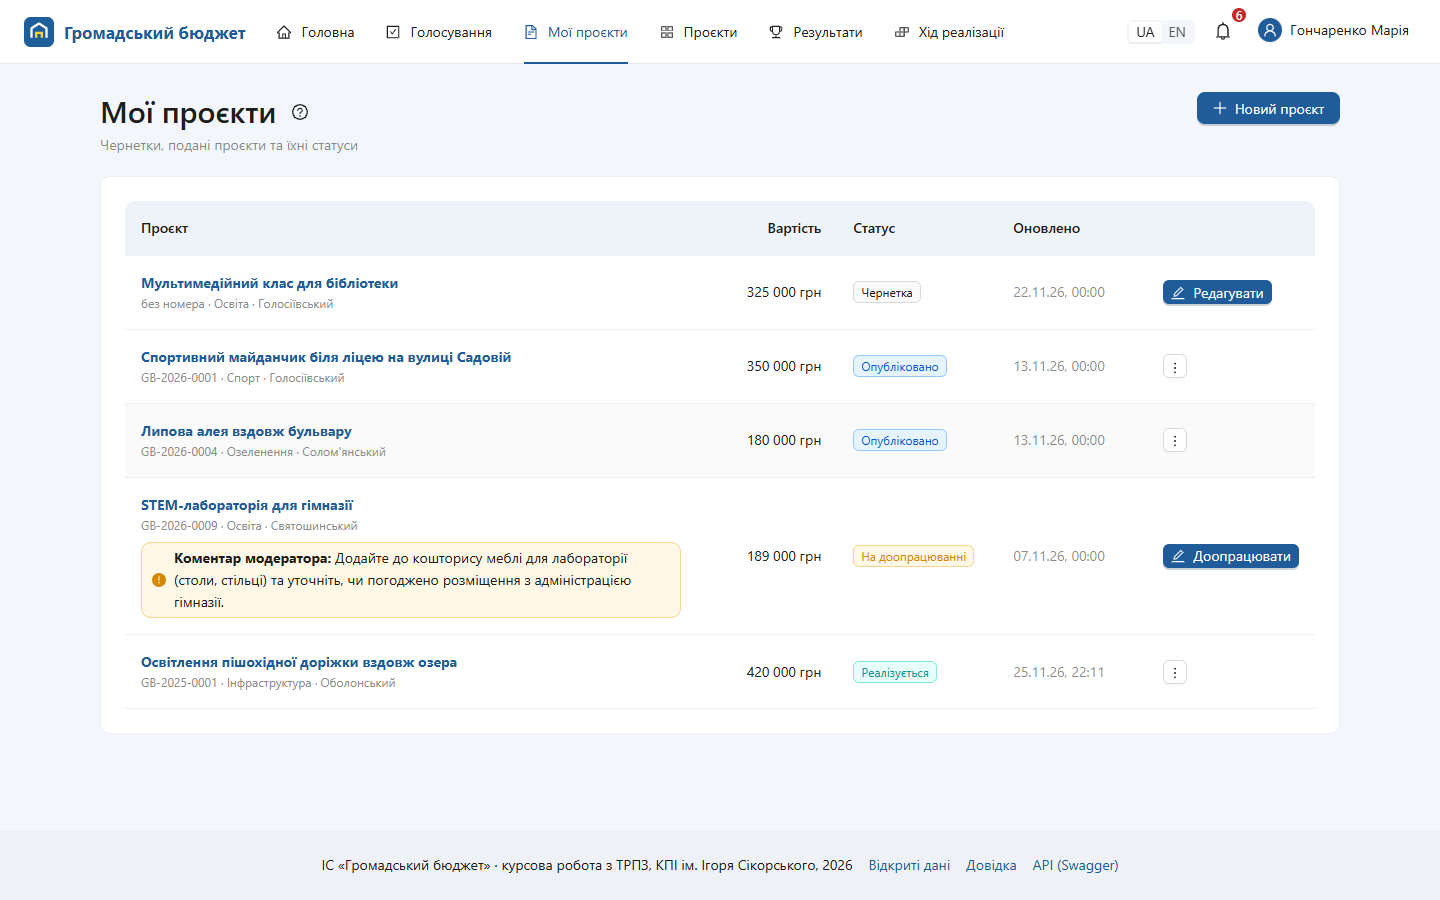 Громадський бюджет
Головна
Голосування
Мої проєкти
Проєкти
Результати
Хід реалізації
UA EN
6
Гончаренко Марія
Мої проєкти
Новий проєкт
Чернетки, подані проєкти та їхні статуси
Проєкт Вартість Статус Оновлено
Мультимедійний клас для бібліотеки
без номера · Освіта · Голосіївський
325 000 грн Чернетка 22.11.26, 00:00 Редагувати
Спортивний майданчик біля ліцею на вулиці Садовій
GB-2026-0001 · Спорт · Голосіївський
350 000 грн Опубліковано 13.11.26, 00:00
Липова алея вздовж бульвару
GB-2026-0004 · Озеленення · Солом'янський
180 000 грн Опубліковано 13.11.26, 00:00
STEM-лабораторія для гімназії
GB-2026-0009 · Освіта · Святошинський
Коментар модератора: Додайте до кошторису меблі для лабораторії
(столи, стільці) та уточніть, чи погоджено розміщення з адміністрацією
гімназії.
189 000 грн На доопрацюванні 07.11.26, 00:00 Доопрацювати
Освітлення пішохідної доріжки вздовж озера
GB-2025-0001 · Інфраструктура · Оболонський
420 000 грн Реалізується 25.11.26, 22:11
ІС «Громадський бюджет» · курсова робота з ТРПЗ, КПІ ім. Ігоря Сікорського, 2026 Відкриті дані Довідка API (Swagger)